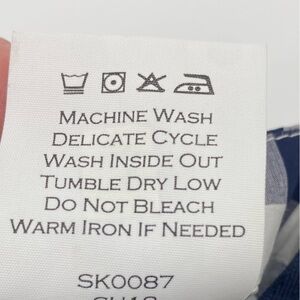 MACHINE WASH
DELICATE CYCLE
WASH INSIDE OUT
TUMBLE DRY LOW
DO NOT BLEACH
WARM IRON IF NEEDED
SK0087